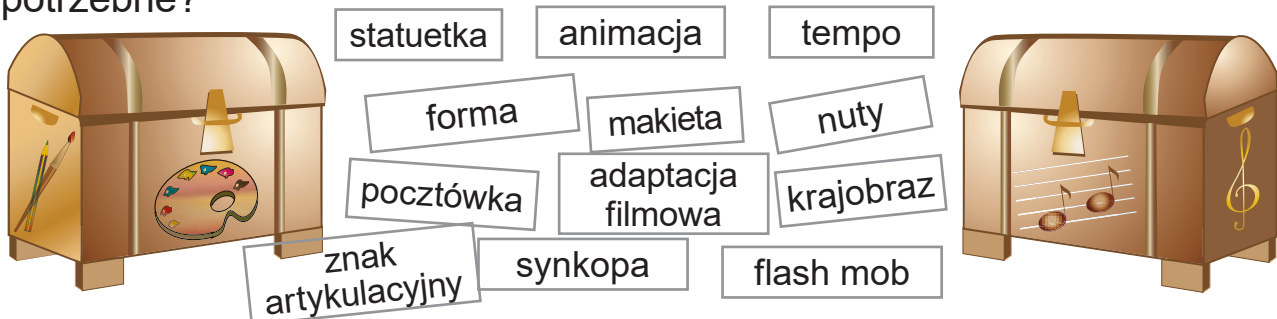 potrzebne?
statuetka
animacja
tempo
forma
makieta
nuty
pocztówka
adaptacja
filmowa
krajobraz
znak
artykulacyjny
synkopa
flash mob